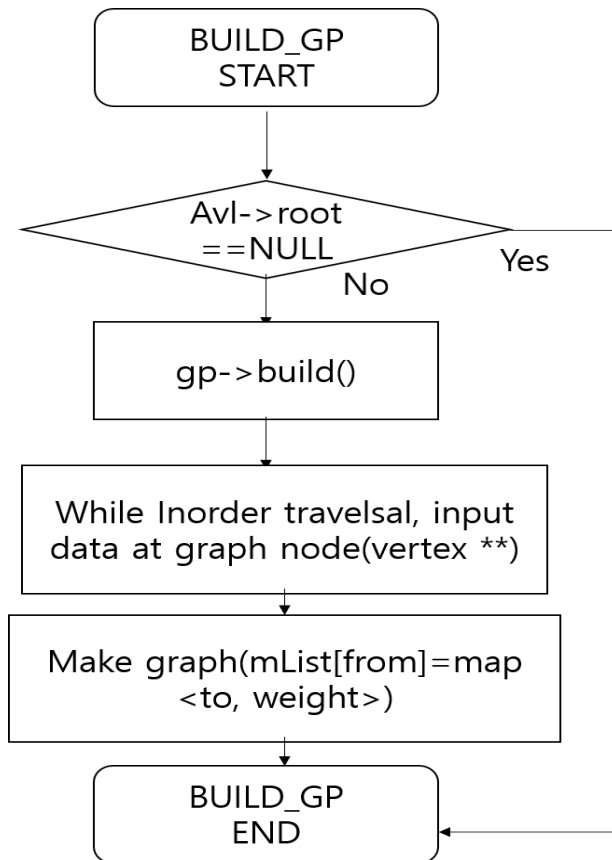 BUILD_GP
START
Avl->root
==NULL
Yes
No
gp->build()
While Inorder travelsal, input
data at graph node(vertex **)
Make graph(mList[from]=map
<to, weight>)
BUILD_GP
END